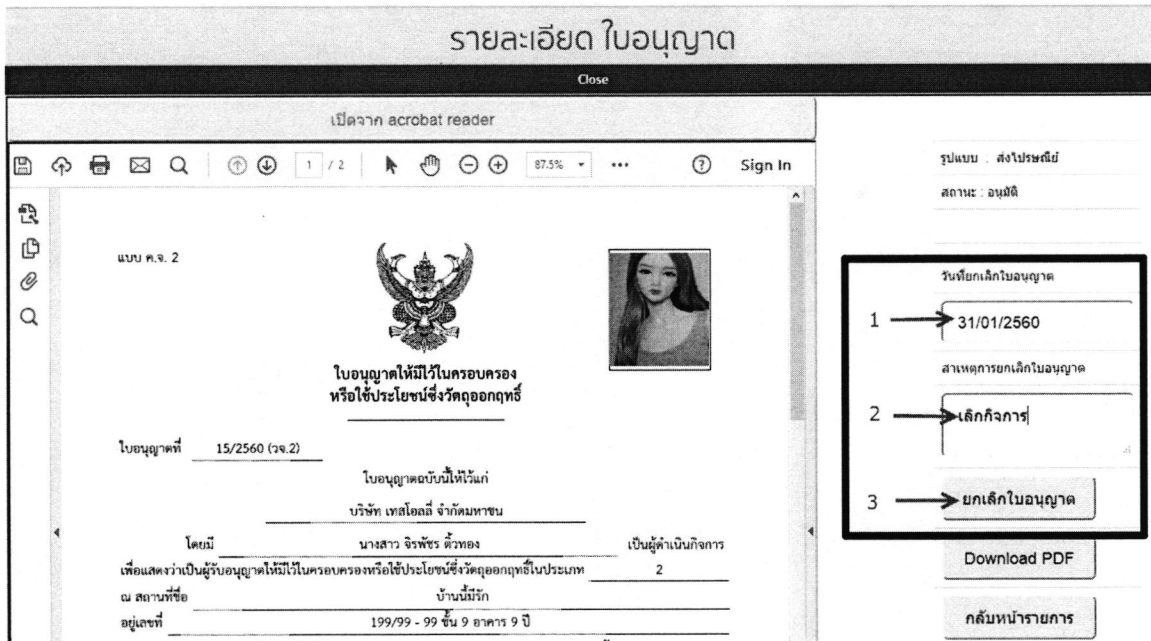 รายละเอียด ใบอนุญาต
Close
เปิดจาก acrobat reader
1 / 2
87.5%
Sign In
รูปแบบ : ส่งไปรษณีย์
สถานะ : อนุมัติ
แบบ ค.จ. 2
ใบอนุญาตให้มีไว้ในครอบครอง
หรือใช้ประโยชน์ซึ่งวัตถุออกฤทธิ์
ใบอนุญาตที่ 15/2560 (วจ.2)
ใบอนุญาตฉบับนี้ให้ไว้แก่
บริษัท เทสโอลลี่ จำกัดมหาชน
โดยมี นางสาว จิรพัชร ติ้วทอง เป็นผู้ดำเนินกิจการ
เพื่อแสดงว่าเป็นผู้รับอนุญาตให้มีไว้ในครอบครองหรือใช้ประโยชน์ซึ่งวัตถุออกฤทธิ์ในประเภท 2
ณ สถานที่ชื่อ บ้านนี้มีรัก
อยู่เลขที่ 199/99 - 99 ชั้น 9 อาคาร 9 ปี
วันที่ยกเลิกใบอนุญาต
1 31/01/2560
สาเหตุการยกเลิกใบอนุญาต
2 เลิกกิจการ
3 ยกเลิกใบอนุญาต
Download PDF
กลับหน้ารายการ